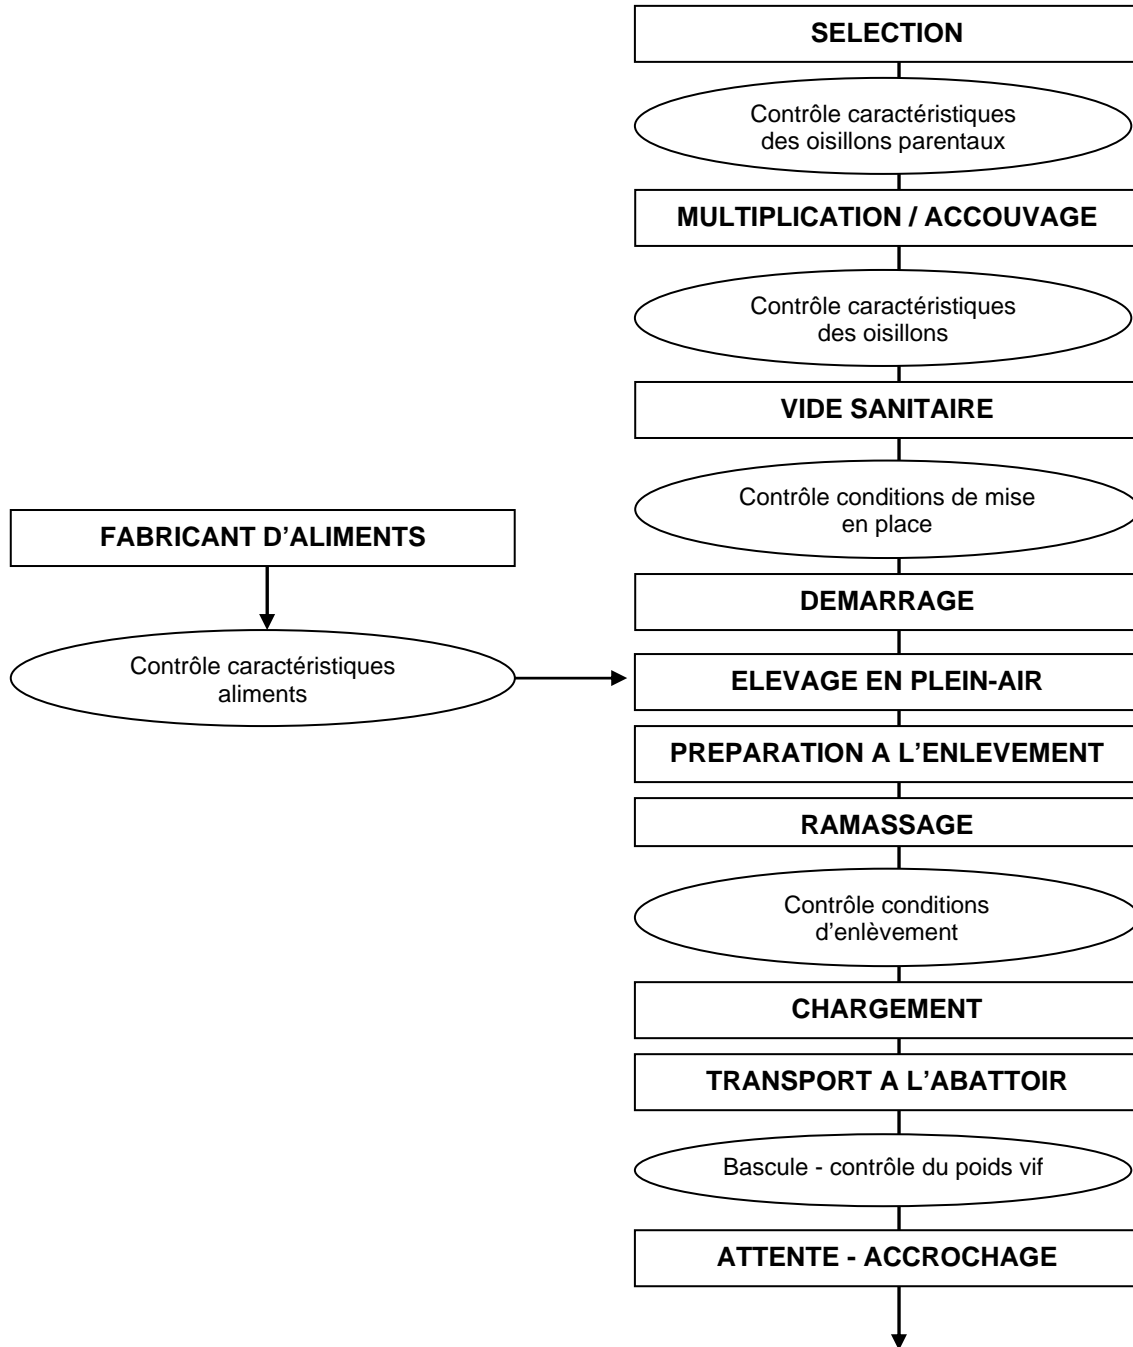 SELECTION
Contrôle caractéristiques
des oisillons parentaux
MULTIPLICATION / ACCOUVAGE
Contrôle caractéristiques
des oisillons
VIDE SANITAIRE
Contrôle conditions de mise
en place
FABRICANT D’ALIMENTS
DEMARRAGE
Contrôle caractéristiques
aliments
ELEVAGE EN PLEIN-AIR
PREPARATION A L’ENLEVEMENT
RAMASSAGE
Contrôle conditions
d’enlèvement
CHARGEMENT
TRANSPORT A L’ABATTOIR
Bascule - contrôle du poids vif
ATTENTE - ACCROCHAGE